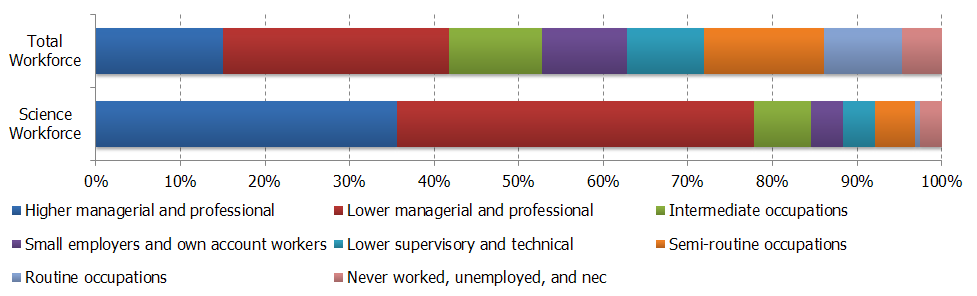 Total
Workforce
Science
Workforce
0% 10% 20% 30% 40% 50% 60% 70% 80% 90% 100%
Higher managerial and professional Lower managerial and professional Intermediate occupations
Small employers and own account workers Lower supervisory and technical Semi-routine occupations
Routine occupations Never worked, unemployed, and nec